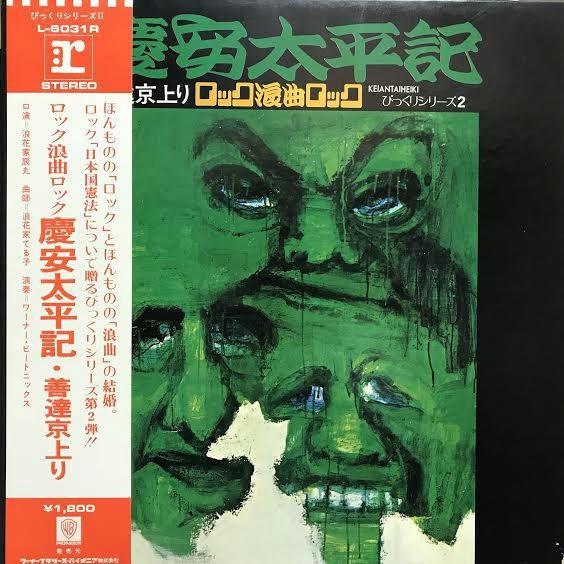 びっくりシリーズII
L-6031R
r
STEREO
ほんものの「ロック」とほんものの「浪曲」の結婚。
ロック「日本国憲法」について贈るびっくりシリーズ第2弾!!
ロック浪曲ロック 慶安太平記・善達京上り
口演=浪花家辰丸 曲師=浪花家てる子 演奏=ワーナー・ビートニックス
¥1,800
WB
PIONEER
発売元
ワーナーブラザーズ・パイオニア株式会社
慶安太平記
京上り ロック浪曲ロック
KEIANTAIHEIKI
びっくりシリーズ2